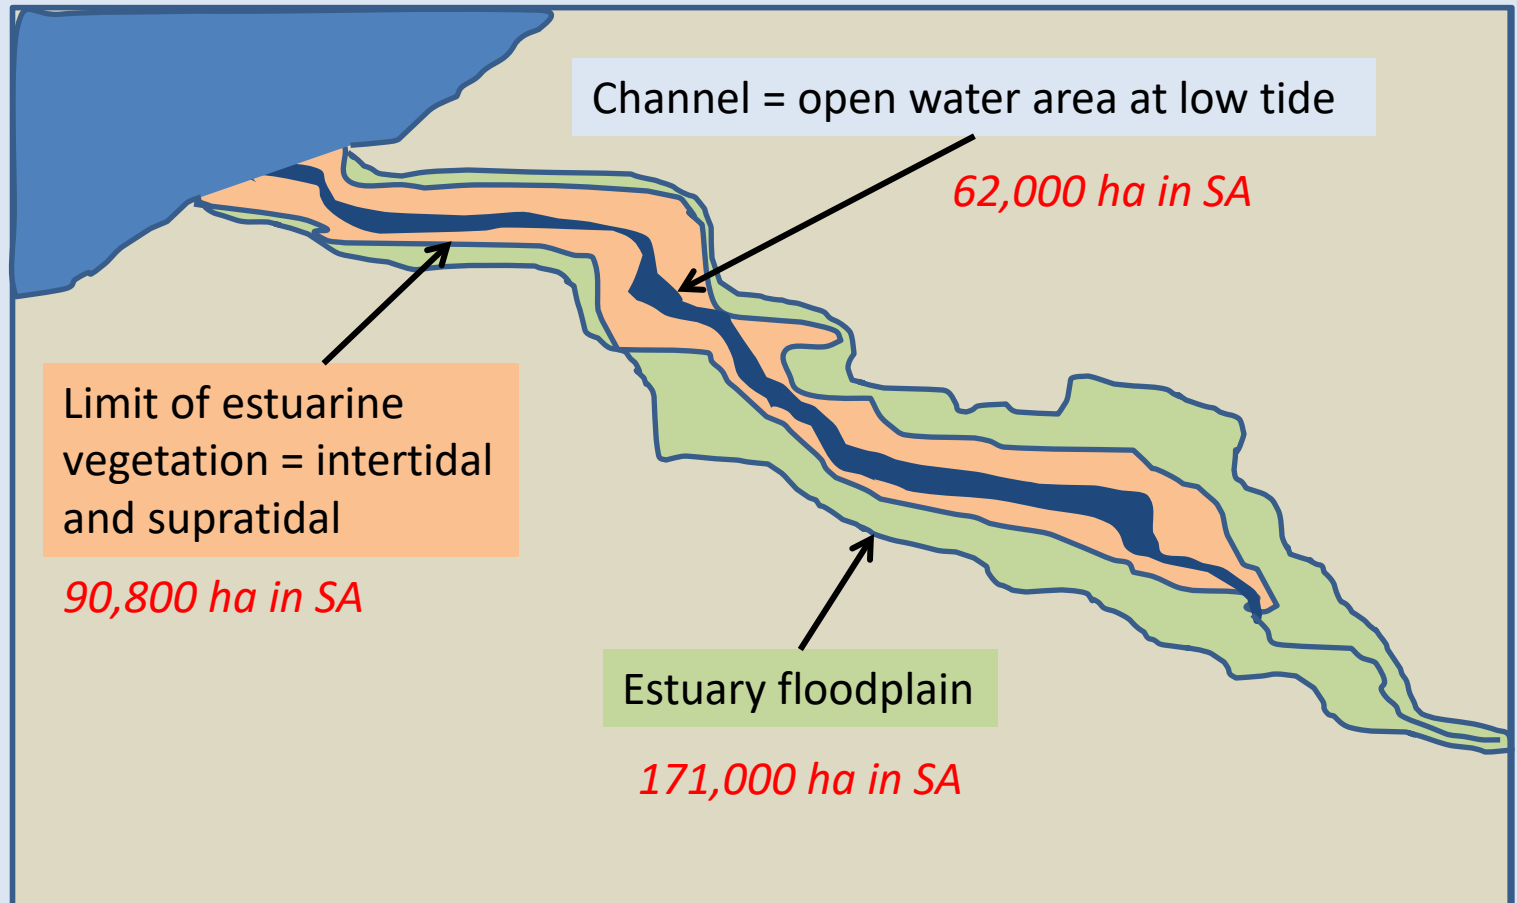 Channel = open water area at low tide
62,000 ha in SA
Limit of estuarine
vegetation = intertidal
and supratidal
90,800 ha in SA
Estuary floodplain
171,000 ha in SA